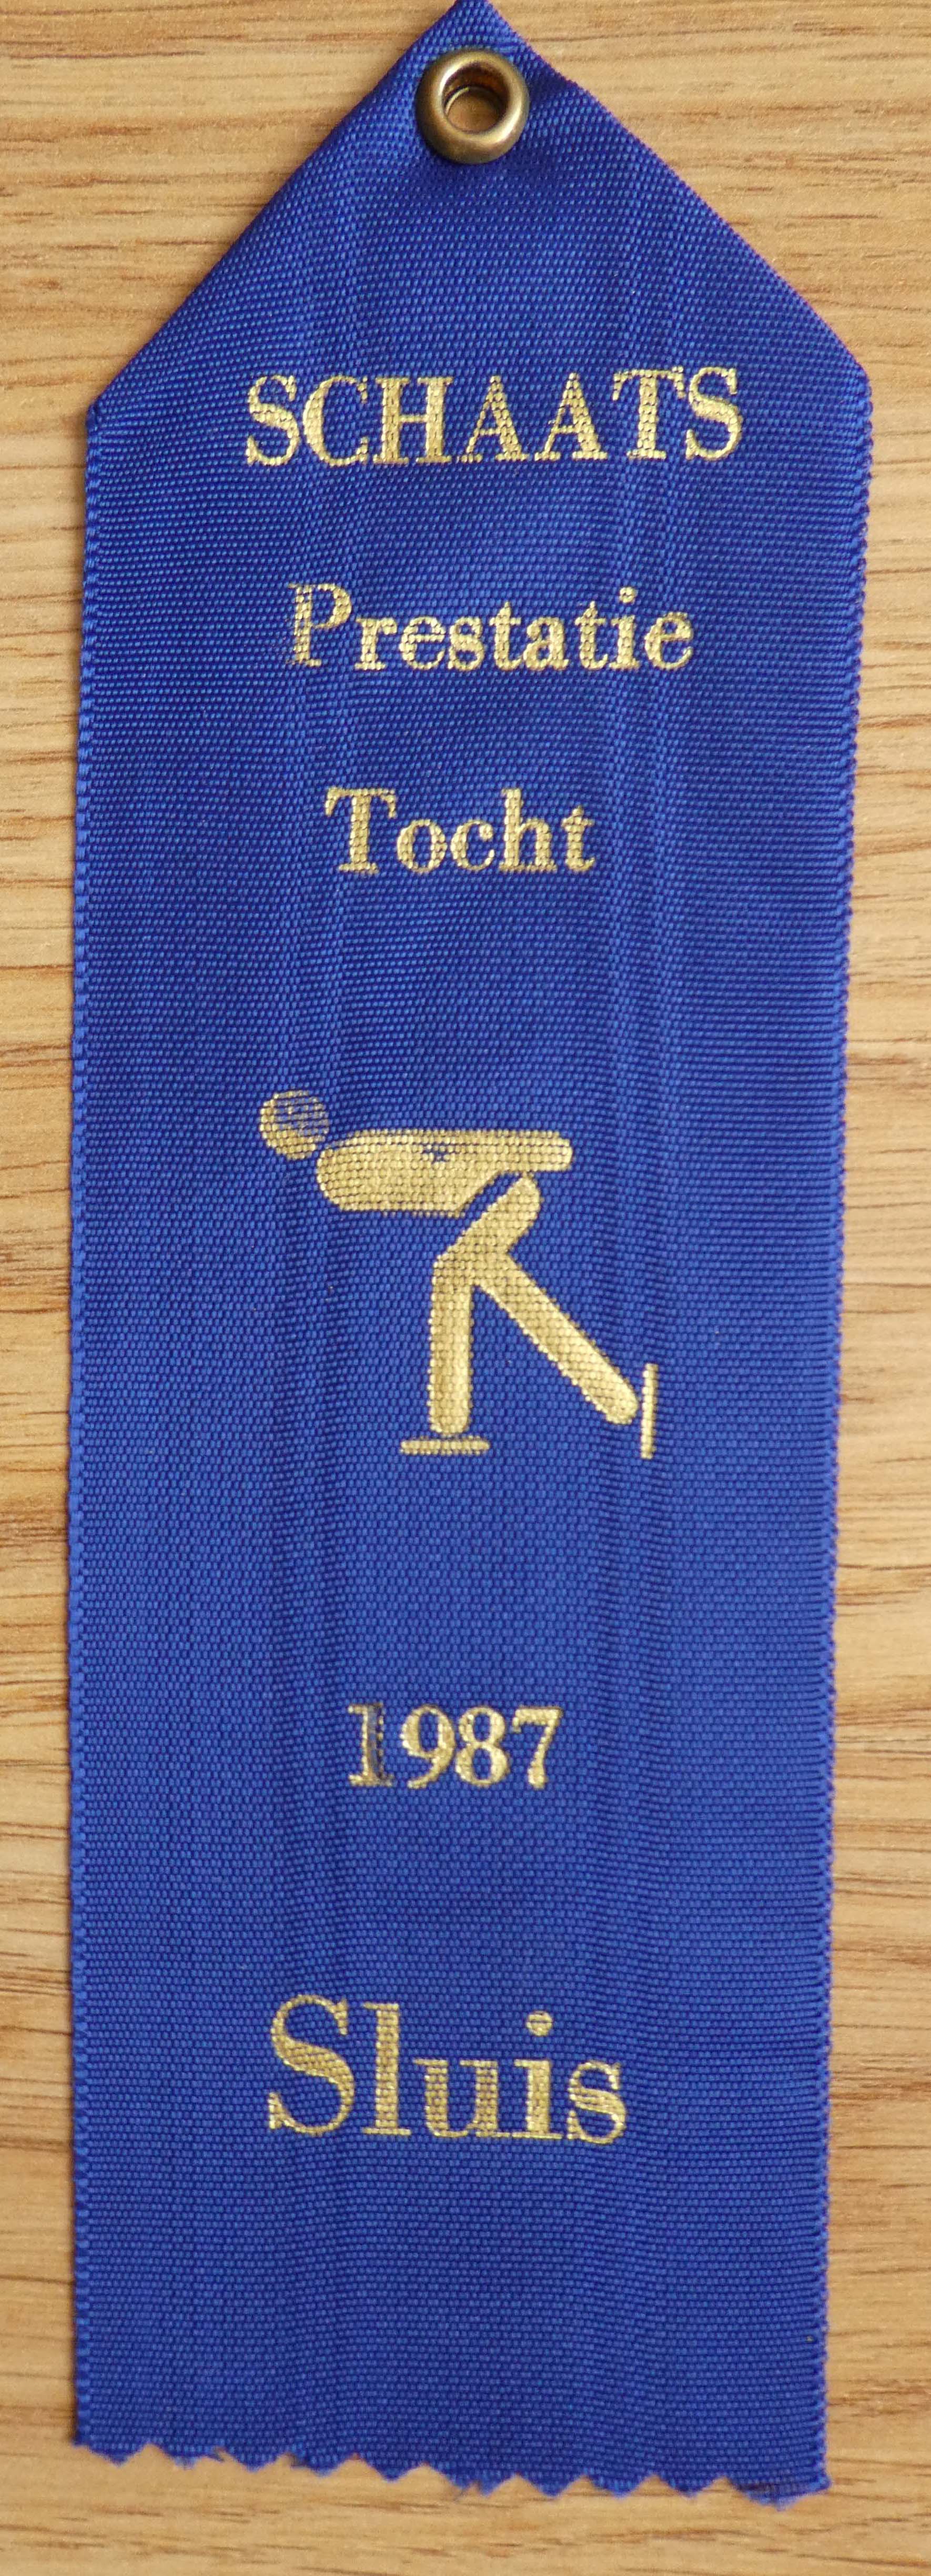 SCHAATS
Prestatie
Tocht
1987
Sluis